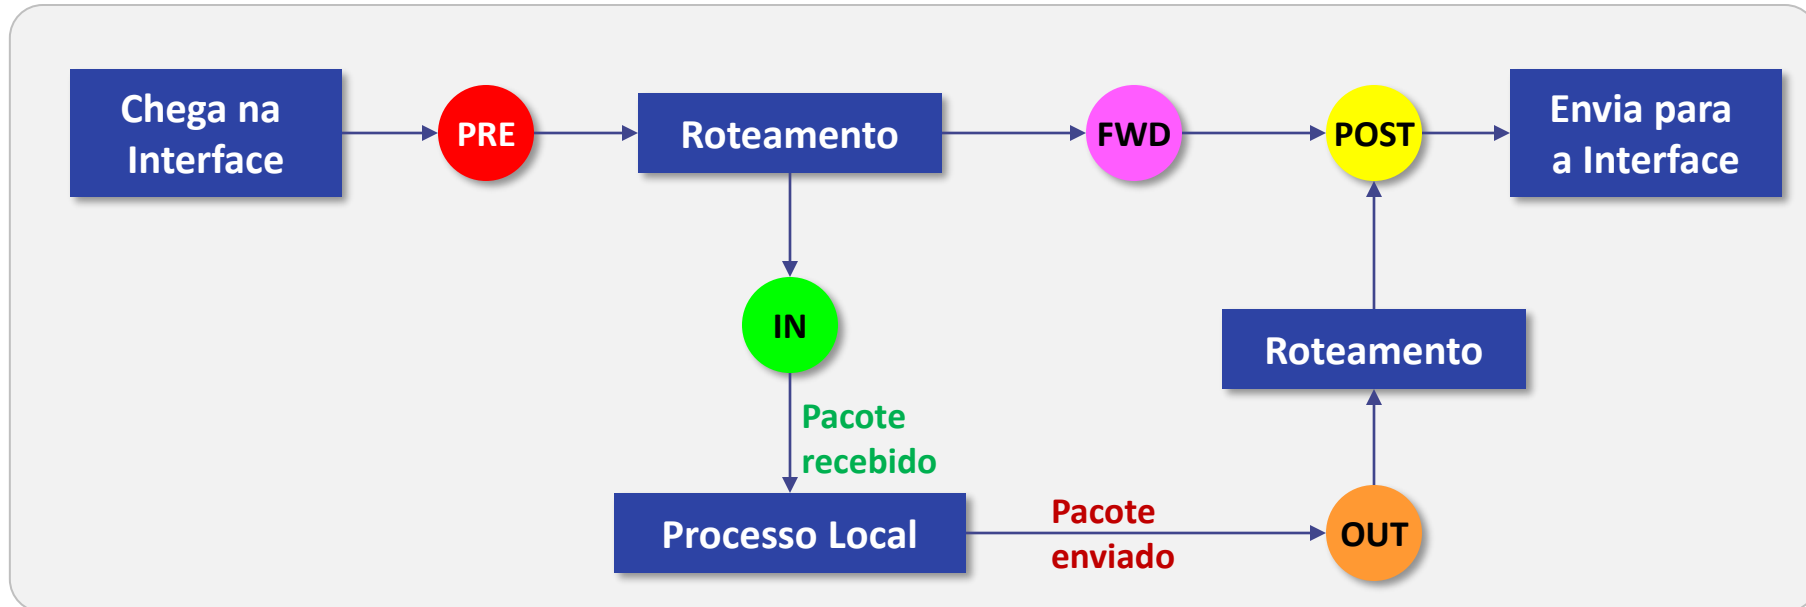 Chega na
Interface
PRE
Roteamento
FWD
POST
Envia para
a Interface
IN
Roteamento
Pacote
recebido
Processo Local
Pacote
enviado
OUT